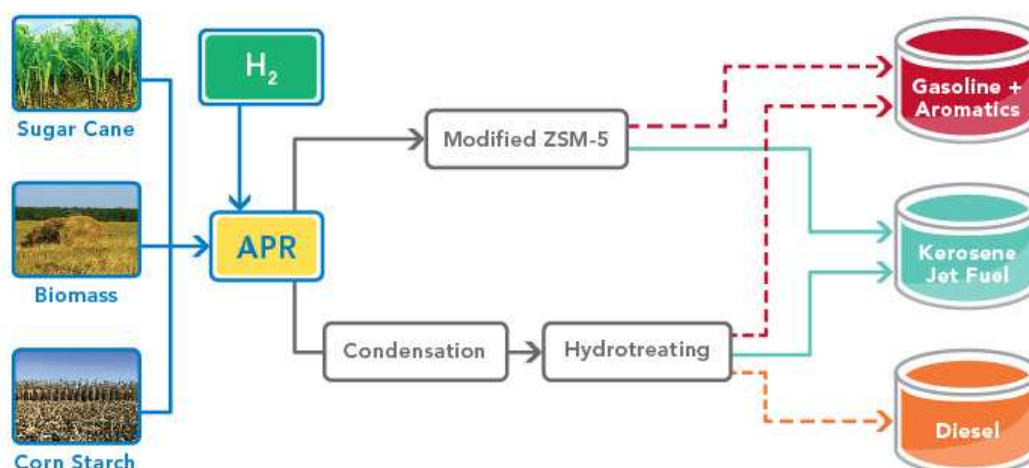 Sugar Cane
H₂
Modified ZSM-5
Gasoline +
Aromatics
APR
Biomass
Kerosene
Jet Fuel
Condensation
Hydrotreating
Corn Starch
Diesel